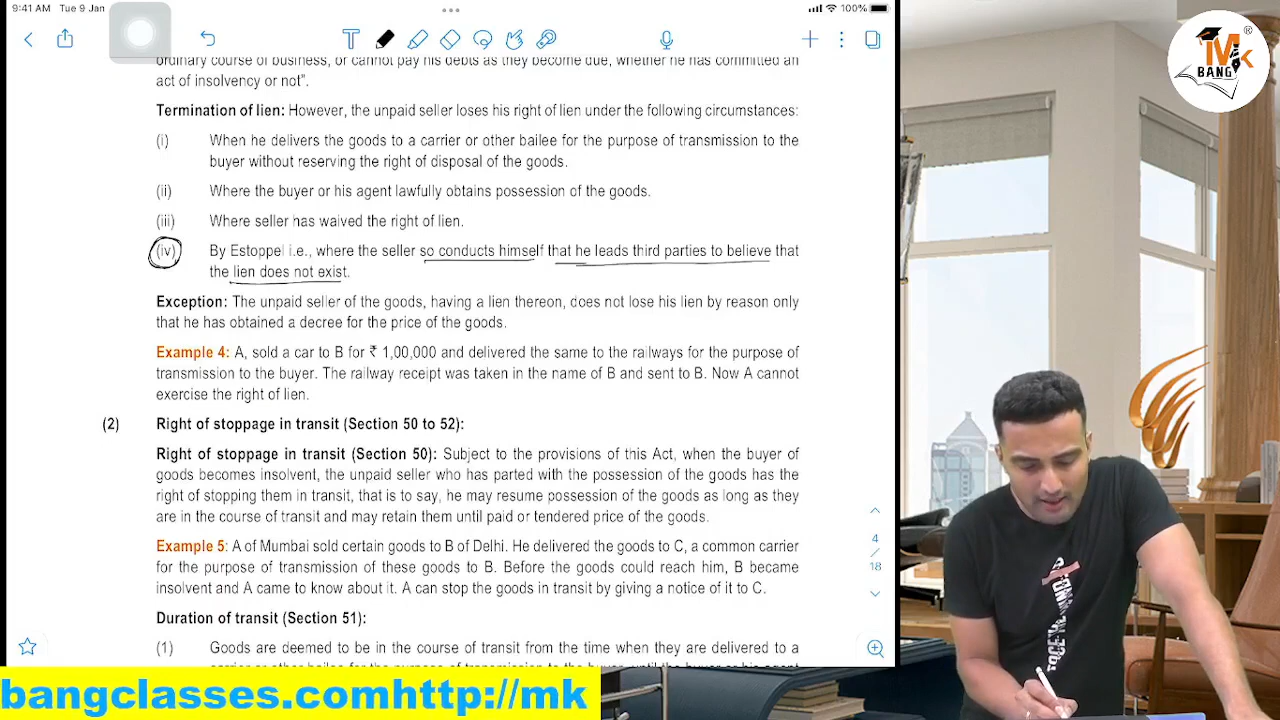 9:41 AM Tue 9 Jan
100%
ordinary course of business, or cannot pay his debts as they become due, whether he has committed an
act of insolvency or not".
Termination of lien: However, the unpaid seller loses his right of lien under the following circumstances:
(i) When he delivers the goods to a carrier or other bailee for the purpose of transmission to the
buyer without reserving the right of disposal of the goods.
(ii) Where the buyer or his agent lawfully obtains possession of the goods.
(iii) Where seller has waived the right of lien.
(iv) By Estoppel i.e., where the seller so conducts himself that he leads third parties to believe that
the lien does not exist.
Exception: The unpaid seller of the goods, having a lien thereon, does not lose his lien by reason only
that he has obtained a decree for the price of the goods.
Example 4: A, sold a car to B for ₹ 1,00,000 and delivered the same to the railways for the purpose of
transmission to the buyer. The railway receipt was taken in the name of B and sent to B. Now A cannot
exercise the right of lien.
(2) Right of stoppage in transit (Section 50 to 52):
Right of stoppage in transit (Section 50): Subject to the provisions of this Act, when the buyer of
goods becomes insolvent, the unpaid seller who has parted with the possession of the goods has the
right of stopping them in transit, that is to say, he may resume possession of the goods as long as they
are in the course of transit and may retain them until paid or tendered price of the goods.
Example 5: A of Mumbai sold certain goods to B of Delhi. He delivered the goods to C, a common carrier
for the purpose of transmission of these goods to B. Before the goods could reach him, B became
insolvent and A came to know about it. A can stop the goods in transit by giving a notice of it to C.
Duration of transit (Section 51):
(1) Goods are deemed to be in the course of transit from the time when they are delivered to a
carrier or other bailee for the purpose of transmission to the buyer, until the buyer or his agent
4
/
18
MK
BANG
®
bangclasses.comhttp://mk